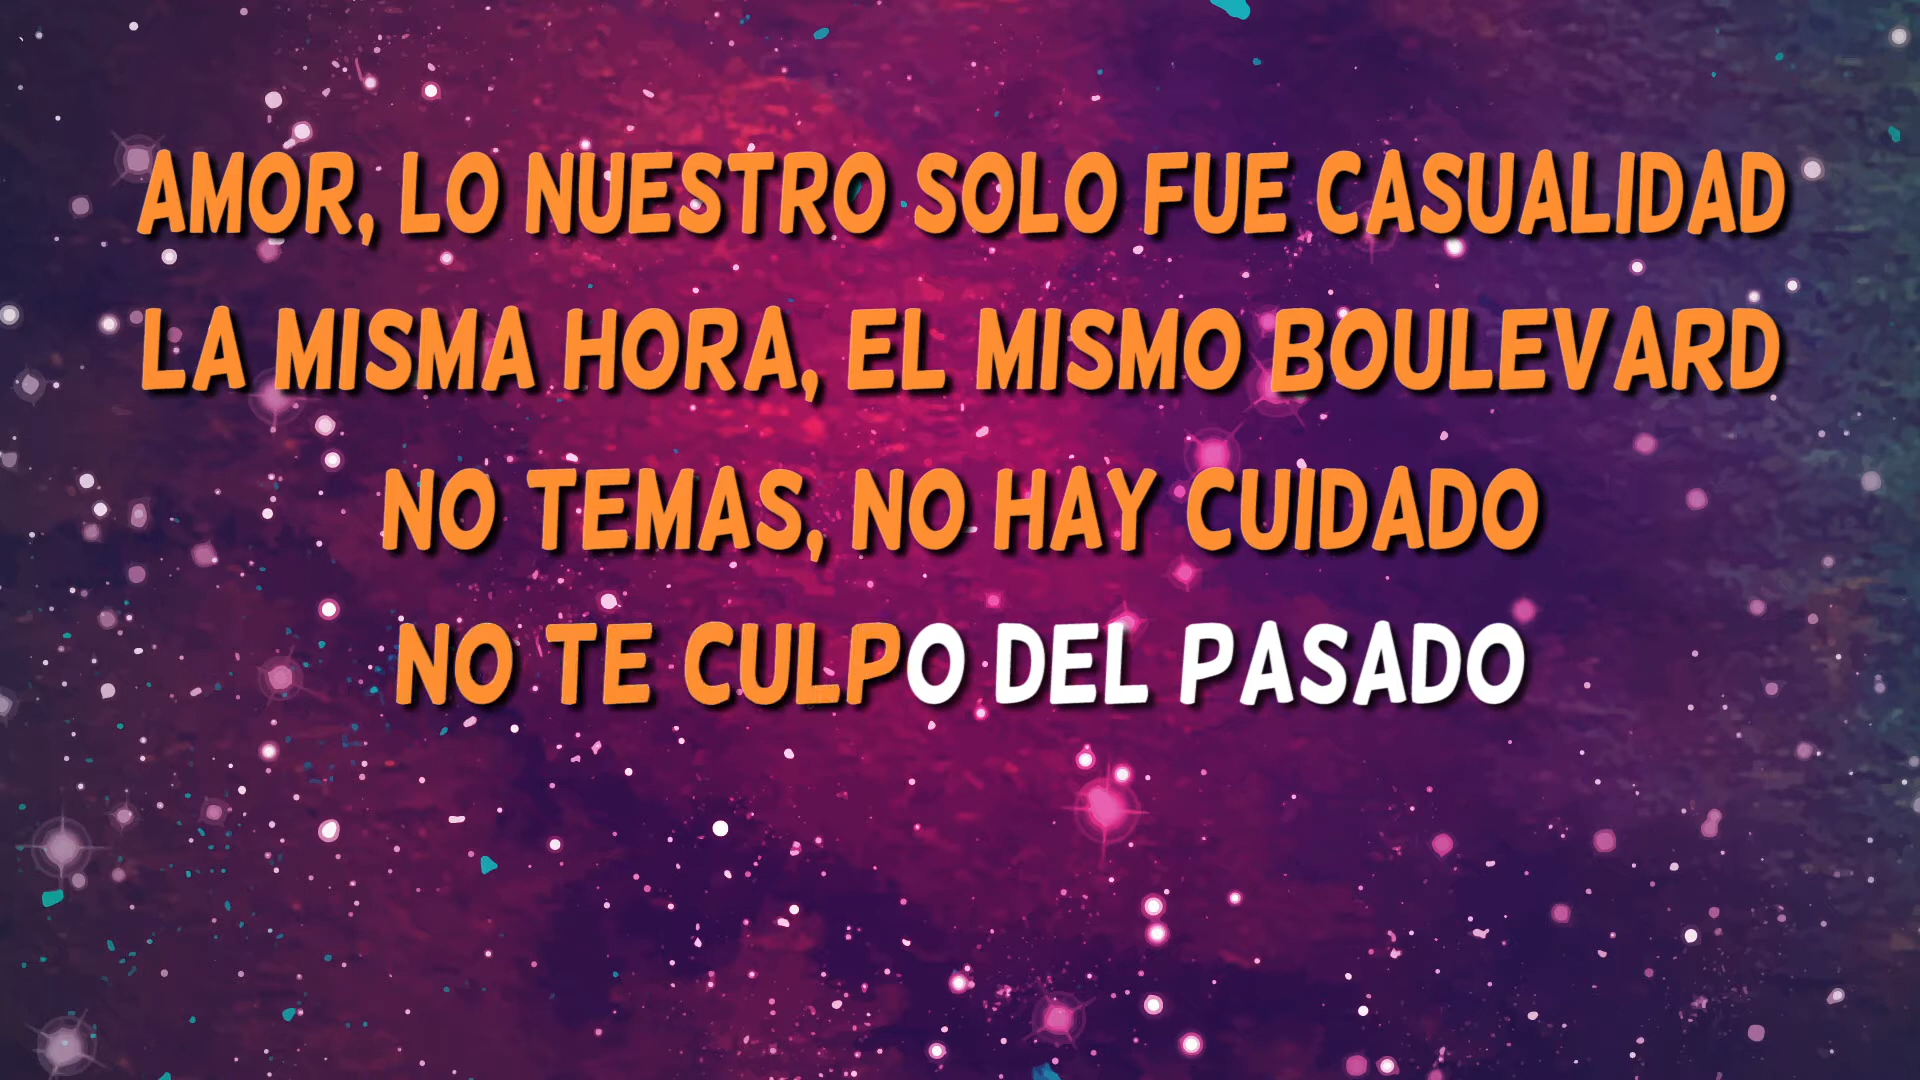 AMOR, LO NUESTRO SOLO FUE CASUALIDAD
LA MISMA HORA, EL MISMO BOULEVARD
NO TEMAS, NO HAY CUIDADO
NO TE CULPO DEL PASADO